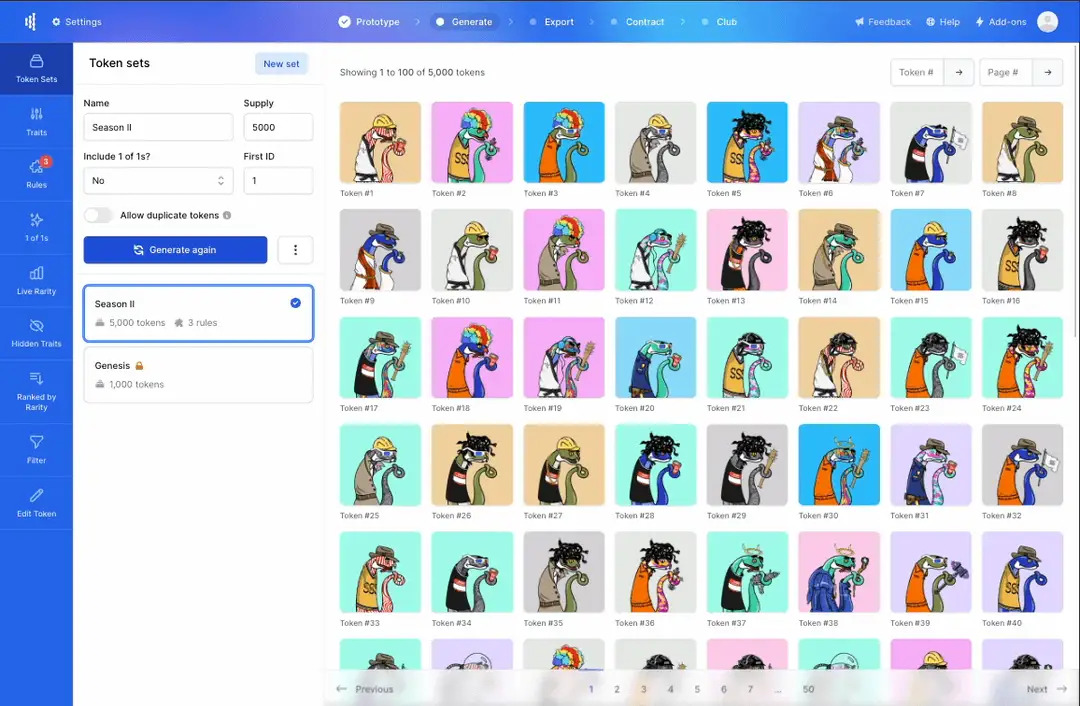 Settings
Prototype
Generate
Export
Contract
Club
Feedback
Help
Add-ons
Token Sets
Traits
3
Rules
1 of 1s
Live Rarity
Hidden Traits
Ranked by
Rarity
Filter
Edit Token
Token sets
New set
Name
Supply
Season II
5000
Include 1 of 1s?
First ID
No
1
Allow duplicate tokens
Generate again
Season II
5,000 tokens
3 rules
Genesis
1,000 tokens
Showing 1 to 100 of 5,000 tokens
Token #
Page #
Token #1
Token #2
Token #3
Token #4
Token #5
Token #6
Token #7
Token #8
Token #9
Token #10
Token #11
Token #12
Token #13
Token #14
Token #15
Token #16
Token #17
Token #18
Token #19
Token #20
Token #21
Token #22
Token #23
Token #24
Token #25
Token #26
Token #27
Token #28
Token #29
Token #30
Token #31
Token #32
Token #33
Token #34
Token #35
Token #36
Token #37
Token #38
Token #39
Token #40
Previous
1 2 3 4 5 6 7 ... 50
Next